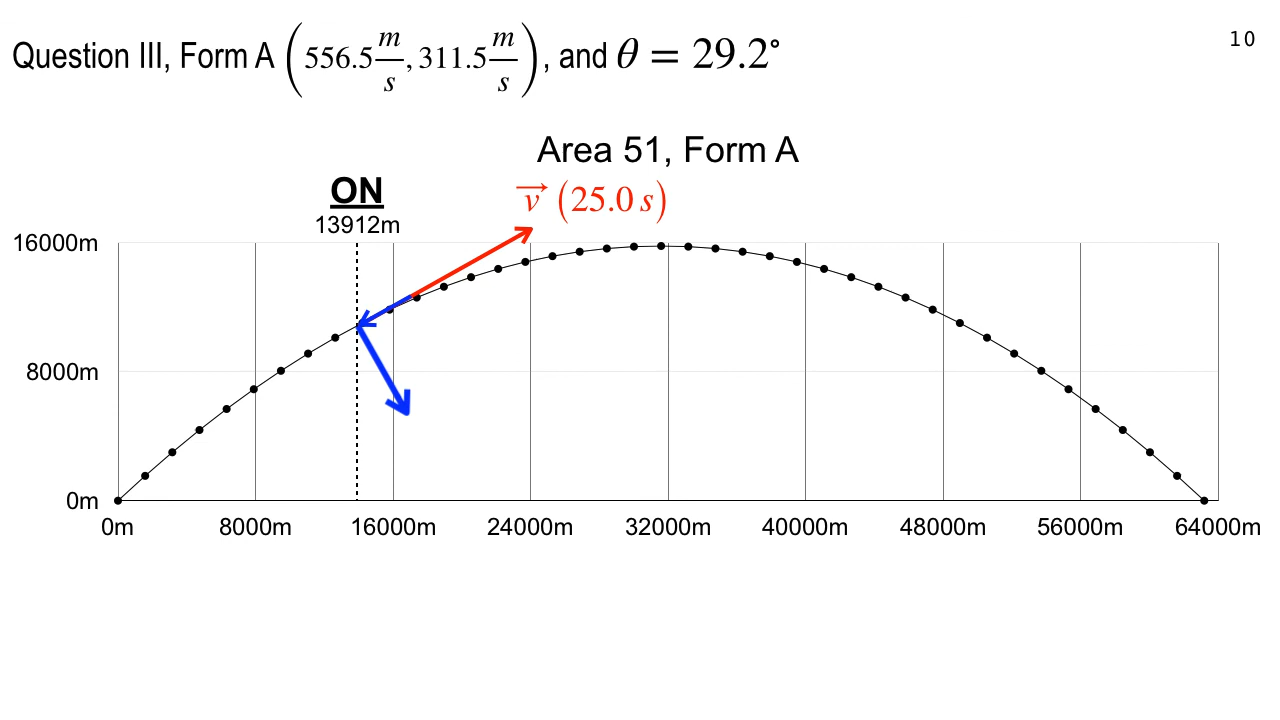 Question III, Form A (556.5 m/s, 311.5 m/s), and θ = 29.2°
10
Area 51, Form A
ON
13912m
v⃗ (25.0 s)
16000m
8000m
0m
0m 8000m 16000m 24000m 32000m 40000m 48000m 56000m 64000m